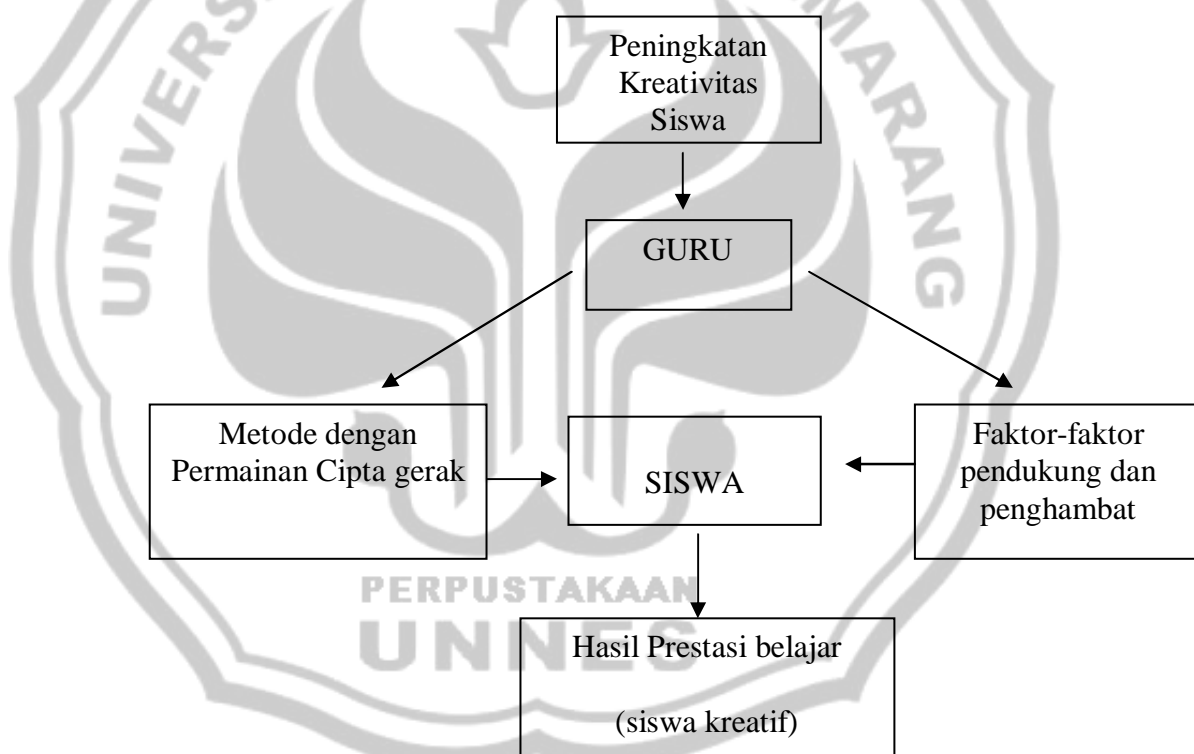 Peningkatan
Kreativitas
Siswa
GURU
Metode dengan
Permainan Cipta gerak
SISWA
Faktor-faktor
pendukung dan
penghambat
Hasil Prestasi belajar
(siswa kreatif)
PERPUSTAKAAN
UNNES